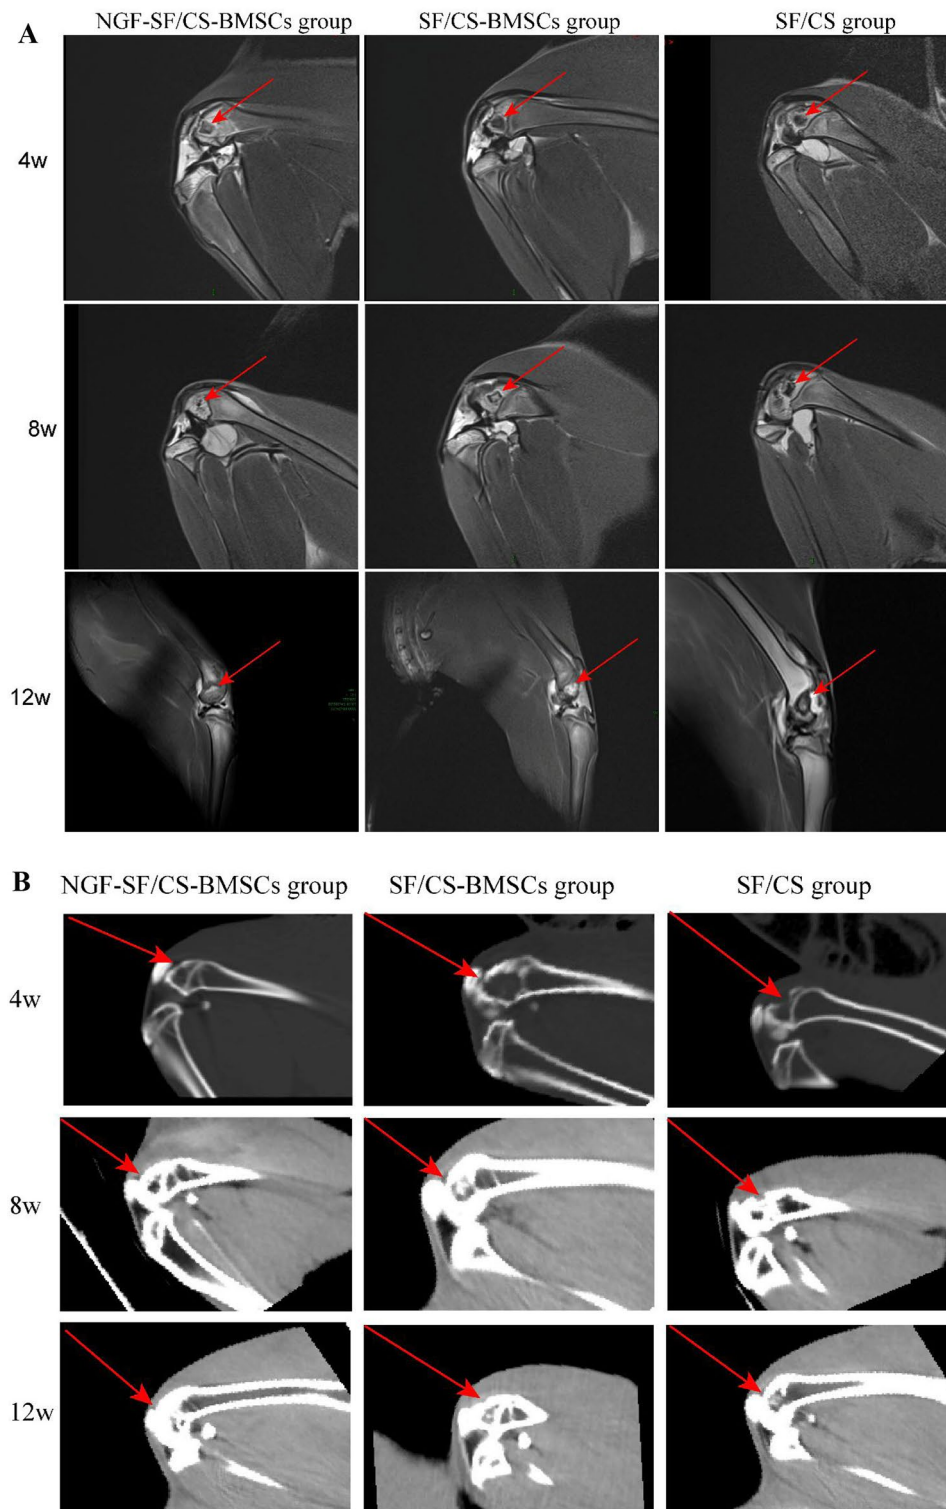 A
NGF-SF/CS-BMSCs group
SF/CS-BMSCs group
SF/CS group
4w
8w
12w
B
NGF-SF/CS-BMSCs group
SF/CS-BMSCs group
SF/CS group
4w
8w
12w